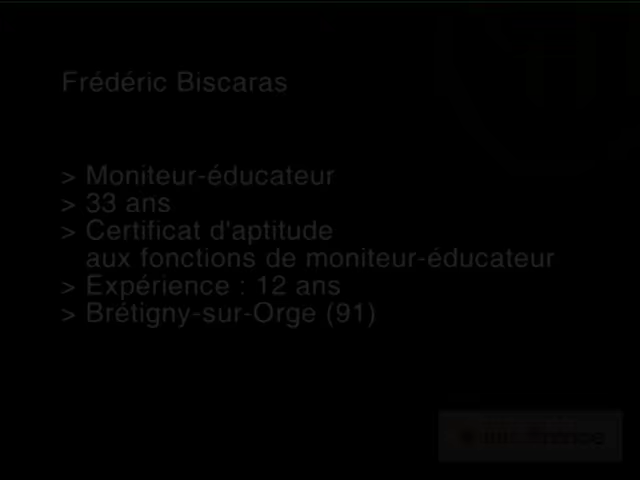 Frédéric Biscaras
> Moniteur-éducateur
> 33 ans
> Certificat d'aptitude
aux fonctions de moniteur-éducateur
> Expérience : 12 ans
> Brétigny-sur-Orge (91)